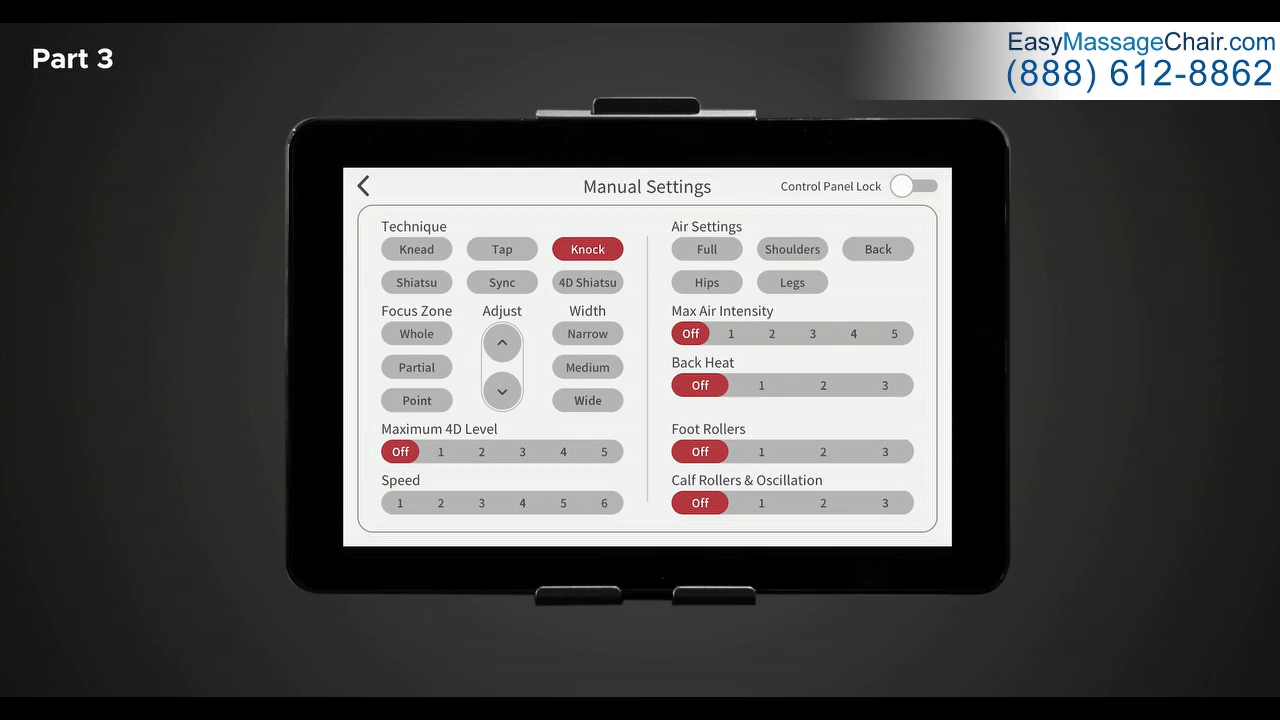 Part 3
EasyMassageChair.com
(888) 612-8862
Manual Settings
Control Panel Lock
Technique
Knead Tap Knock
Shiatsu Sync 4D Shiatsu
Focus Zone Adjust Width
Whole Narrow
Partial Medium
Point Wide
Maximum 4D Level
Off 1 2 3 4 5
Speed
1 2 3 4 5 6
Air Settings
Full Shoulders Back
Hips Legs
Max Air Intensity
Off 1 2 3 4 5
Back Heat
Off 1 2 3
Foot Rollers
Off 1 2 3
Calf Rollers & Oscillation
Off 1 2 3